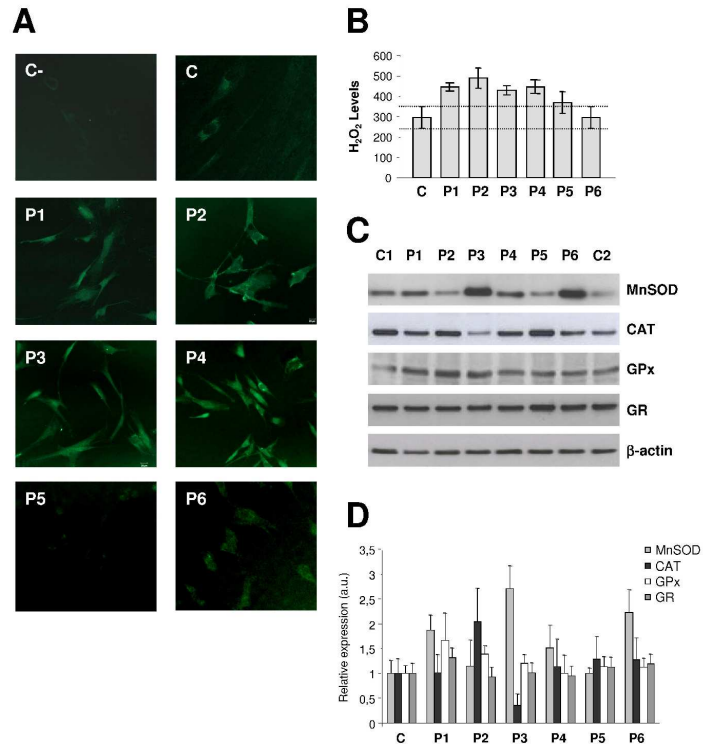 A
C-
C
P1
P2
P3
P4
P5
P6
B
H₂O₂ Levels
600
500
400
300
200
100
0
C P1 P2 P3 P4 P5 P6
C
C1 P1 P2 P3 P4 P5 P6 C2
MnSOD
CAT
GPx
GR
β-actin
D
Relative expression (a.u.)
3,5
3
2,5
2
1,5
1
0,5
0
C P1 P2 P3 P4 P5 P6
MnSOD
CAT
GPx
GR